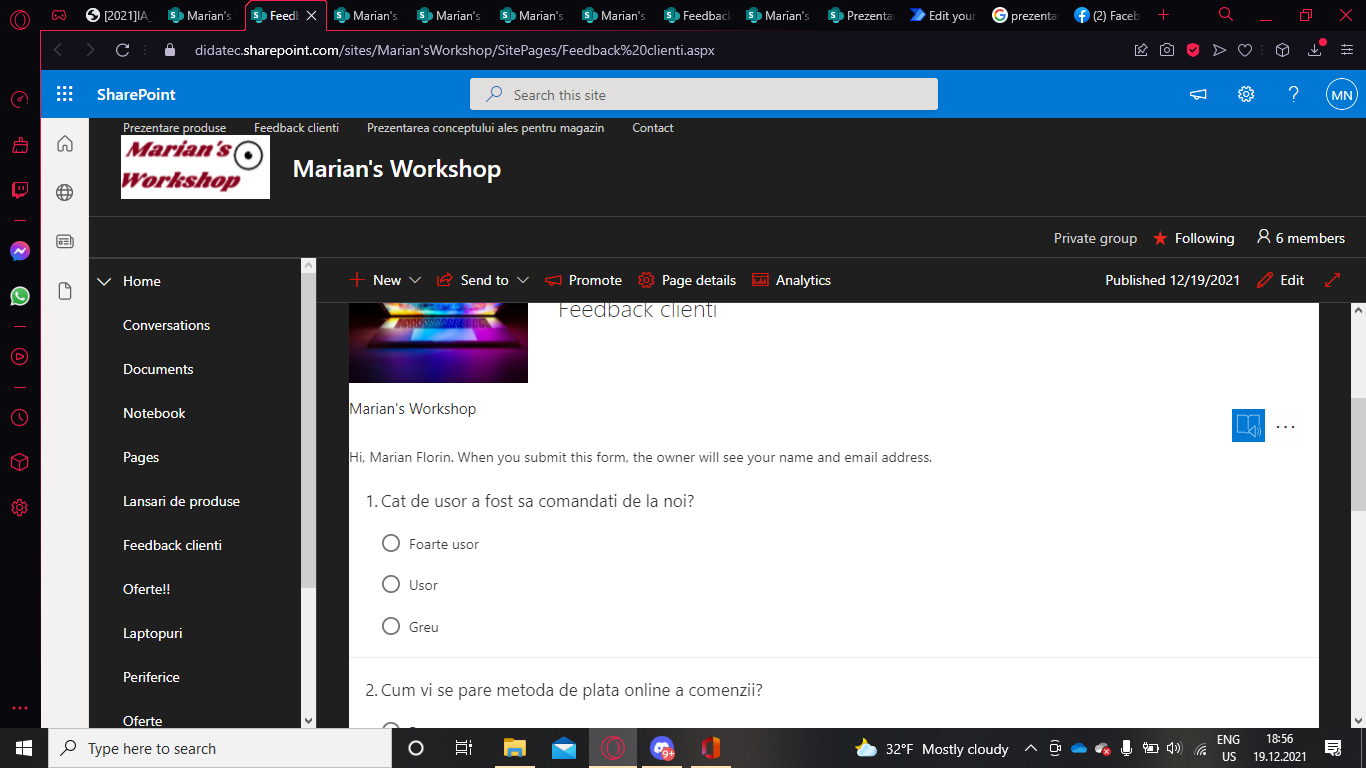 [2021]IA_
Marian's
Feedl
Marian's
Marian's
Marian's
Marian's
Feedbac
Marian's
Prezenta
Edit your
prezenta
(2) Faceb
didatec.sharepoint.com/sites/Marian'sWorkshop/SitePages/Feedback%20clienti.aspx
SharePoint
Search this site
MN
Prezentare produse Feedback clienti Prezentarea conceptului ales pentru magazin Contact
Marian's
Workshop
Marian's Workshop
Private group Following 6 members
Home
Conversations
Documents
Notebook
Pages
Lansari de produse
Feedback clienti
Oferte!!
Laptopuri
Periferice
Oferte
New Send to Promote Page details Analytics Published 12/19/2021 Edit
Feedback clienti
Marian's Workshop
Hi, Marian Florin. When you submit this form, the owner will see your name and email address.
1. Cat de usor a fost sa comandati de la noi?
Foarte usor
Usor
Greu
2. Cum vi se pare metoda de plata online a comenzii?
Type here to search
9+
32°F Mostly cloudy
ENG
US
18:56
19.12.2021